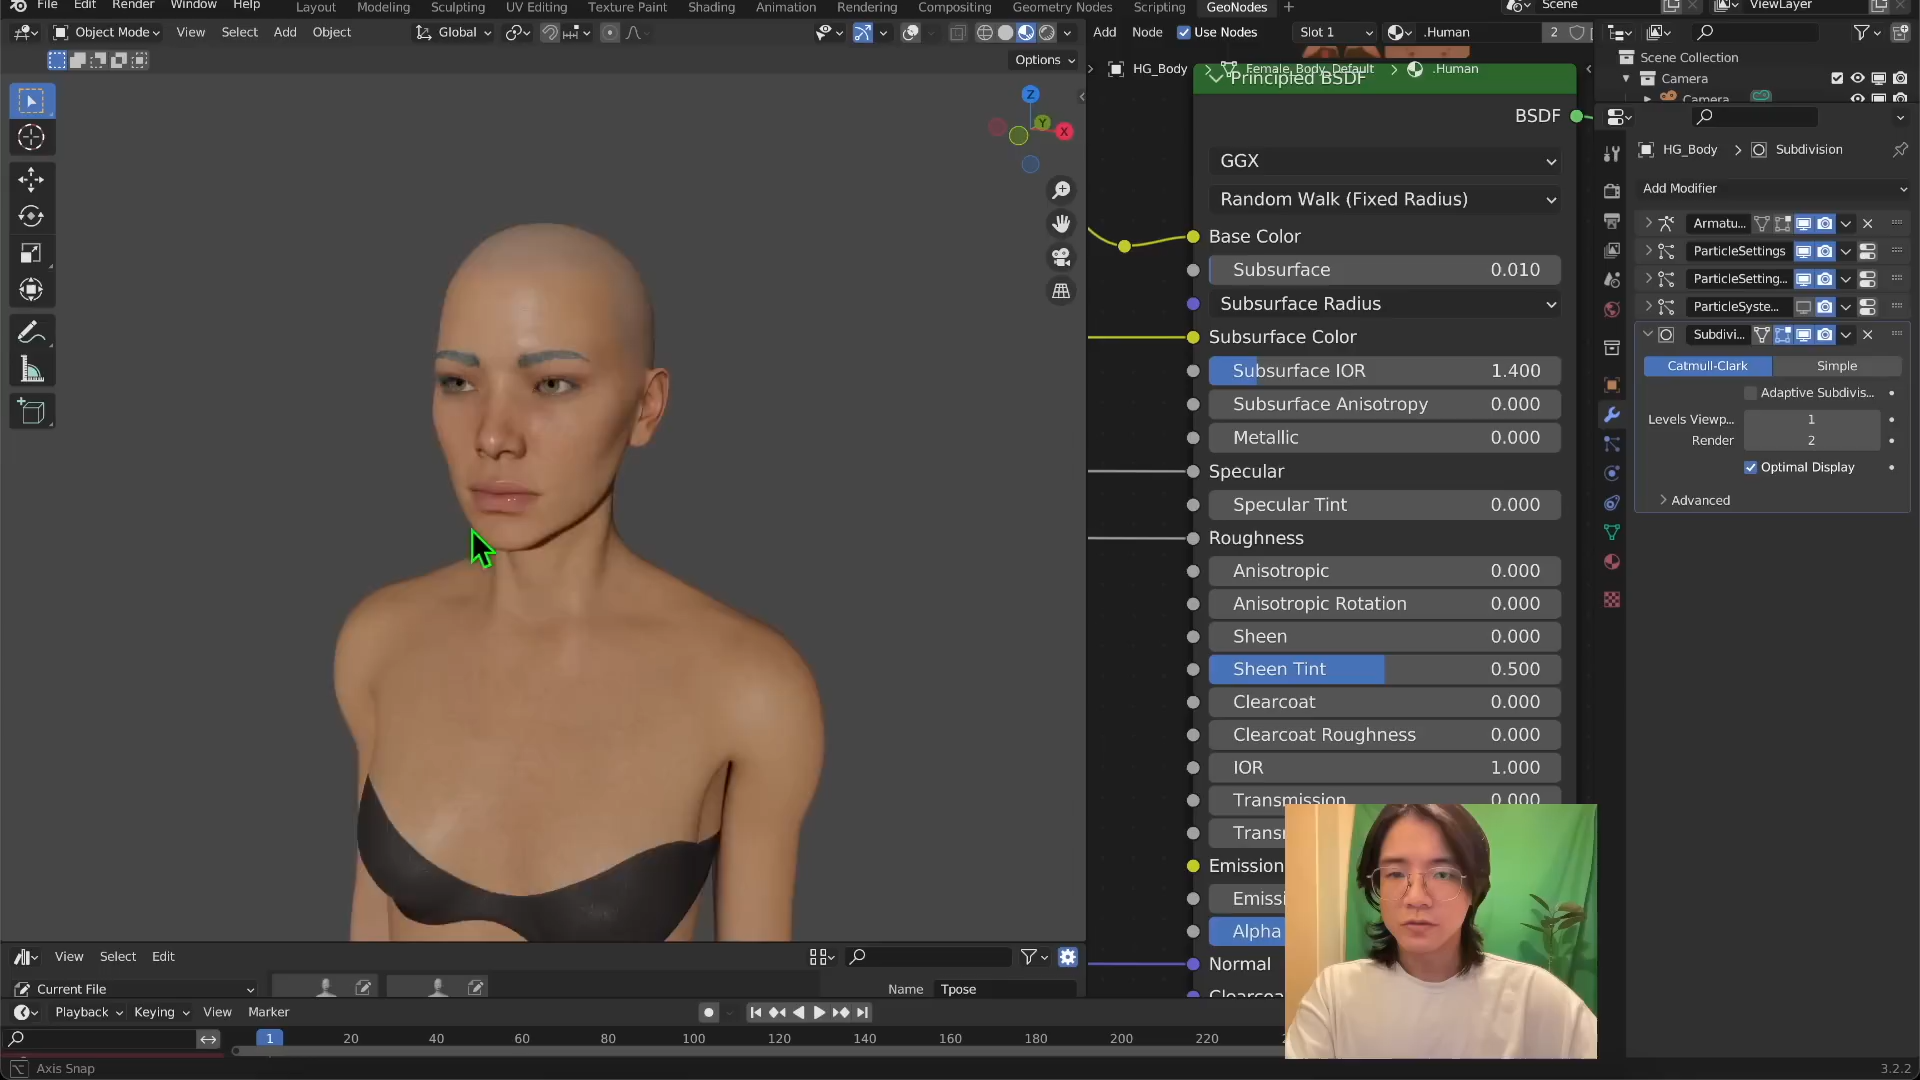 File Edit Render Window Help Layout Modeling Sculpting UV Editing Texture Paint Shading Animation Rendering Compositing Geometry Nodes Scripting GeoNodes Scene ViewLayer
Object Mode View Select Add Object Global
Options
Add Node Use Nodes Slot 1 .Human 2
HG_Body Female_Body_Default .Human
Principled BSDF
BSDF
GGX
Random Walk (Fixed Radius)
Base Color
Subsurface 0.010
Subsurface Radius
Subsurface Color
Subsurface IOR 1.400
Subsurface Anisotropy 0.000
Metallic 0.000
Specular
Specular Tint 0.000
Roughness
Anisotropic 0.000
Anisotropic Rotation 0.000
Sheen 0.000
Sheen Tint 0.500
Clearcoat 0.000
Clearcoat Roughness 0.000
IOR 1.000
Transmission 0.000
Transr
Emission
Emissi
Alpha
Normal
Clearcoa
Scene Collection
Camera
Camera
HG_Body Subdivision
Add Modifier
Armatu...
ParticleSettings
ParticleSetting...
ParticleSyste...
Subdivi...
Catmull-Clark Simple
Adaptive Subdivis...
Levels Viewp... 1
Render 2
Optimal Display
Advanced
Z
Y
X
View Select Edit
Current File Name Tpose
Playback Keying View Marker
1 20 40 60 80 100 120 140 160 180 200 220
Axis Snap 3.2.2